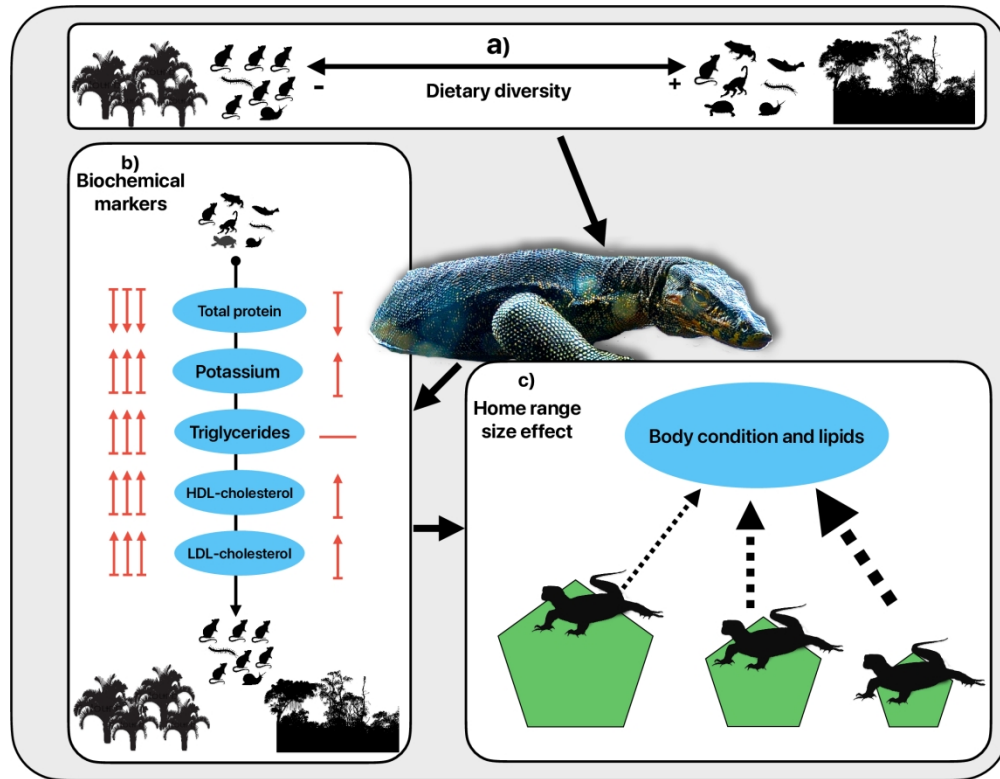 a)
- Dietary diversity +
b)
Biochemical
markers
Total protein
Potassium
Triglycerides
HDL-cholesterol
LDL-cholesterol
c)
Home range
size effect
Body condition and lipids